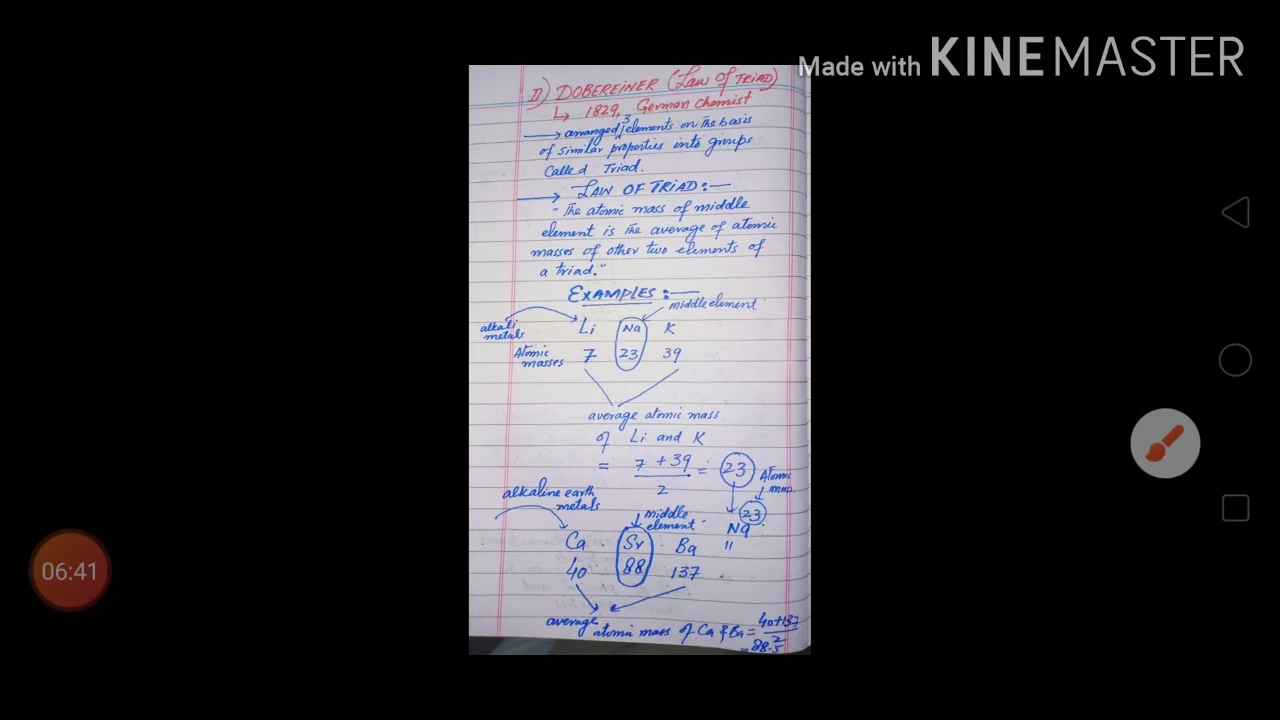 Made with KINEMASTER
II) DOBEREINER (Law OF TRIAD)
↳ 1829, German chemist
→ arranged 3 elements on the basis
of similar properties into groups
Called Triad.
→ LAW OF TRIAD:—
"The atomic mass of middle
element is the average of atomic
masses of other two elements of
a triad."
EXAMPLES:—
middle element
alkali
metals
Li Na K
Atomic
masses
7 23 39
average atomic mass
of Li and K
= 7 + 39 = 23
2
Atomic
mass
23
Na
"
alkaline earth
metals
middle
element
Ca Sr Ba
40 88 137
average
atomic mass of Ca & Ba = 40+137
2
= 88.5
06:41